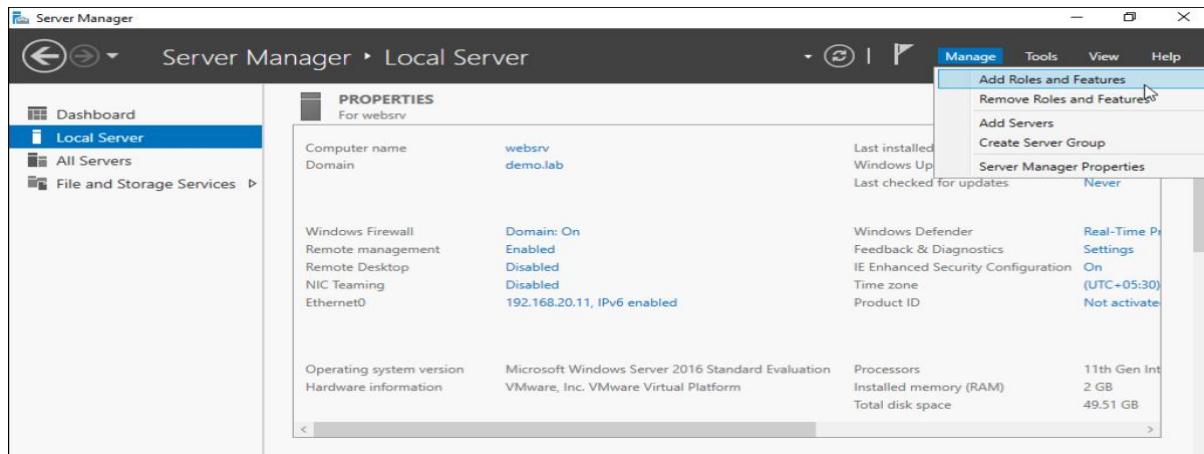 Server Manager
Server Manager • Local Server
Manage Tools View Help
Add Roles and Features
Remove Roles and Features
Add Servers
Create Server Group
Server Manager Properties
Dashboard
Local Server
All Servers
File and Storage Services
PROPERTIES
For websrv
Computer name websrv Last installed
Domain demo.lab Windows Up
Last checked for updates Never
Windows Firewall Domain: On Windows Defender Real-Time Pr
Remote management Enabled Feedback & Diagnostics Settings
Remote Desktop Disabled IE Enhanced Security Configuration On
NIC Teaming Disabled Time zone (UTC+05:30)
Ethernet0 192.168.20.11, IPv6 enabled Product ID Not activate
Operating system version Microsoft Windows Server 2016 Standard Evaluation Processors 11th Gen Int
Hardware information VMware, Inc. VMware Virtual Platform Installed memory (RAM) 2 GB
Total disk space 49.51 GB